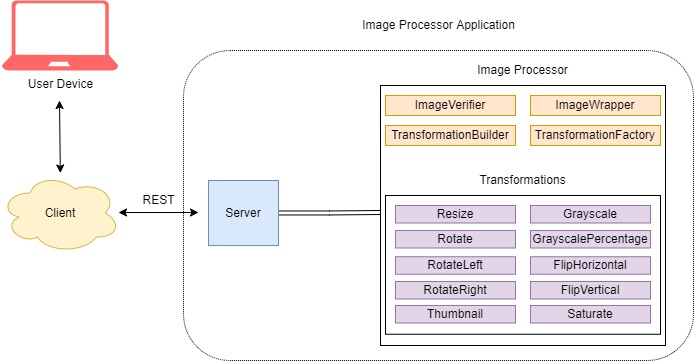 Image Processor Application
User Device
Image Processor
ImageVerifier
ImageWrapper
TransformationBuilder
TransformationFactory
Client
REST
Server
Transformations
Resize
Grayscale
Rotate
GrayscalePercentage
RotateLeft
FlipHorizontal
RotateRight
FlipVertical
Thumbnail
Saturate